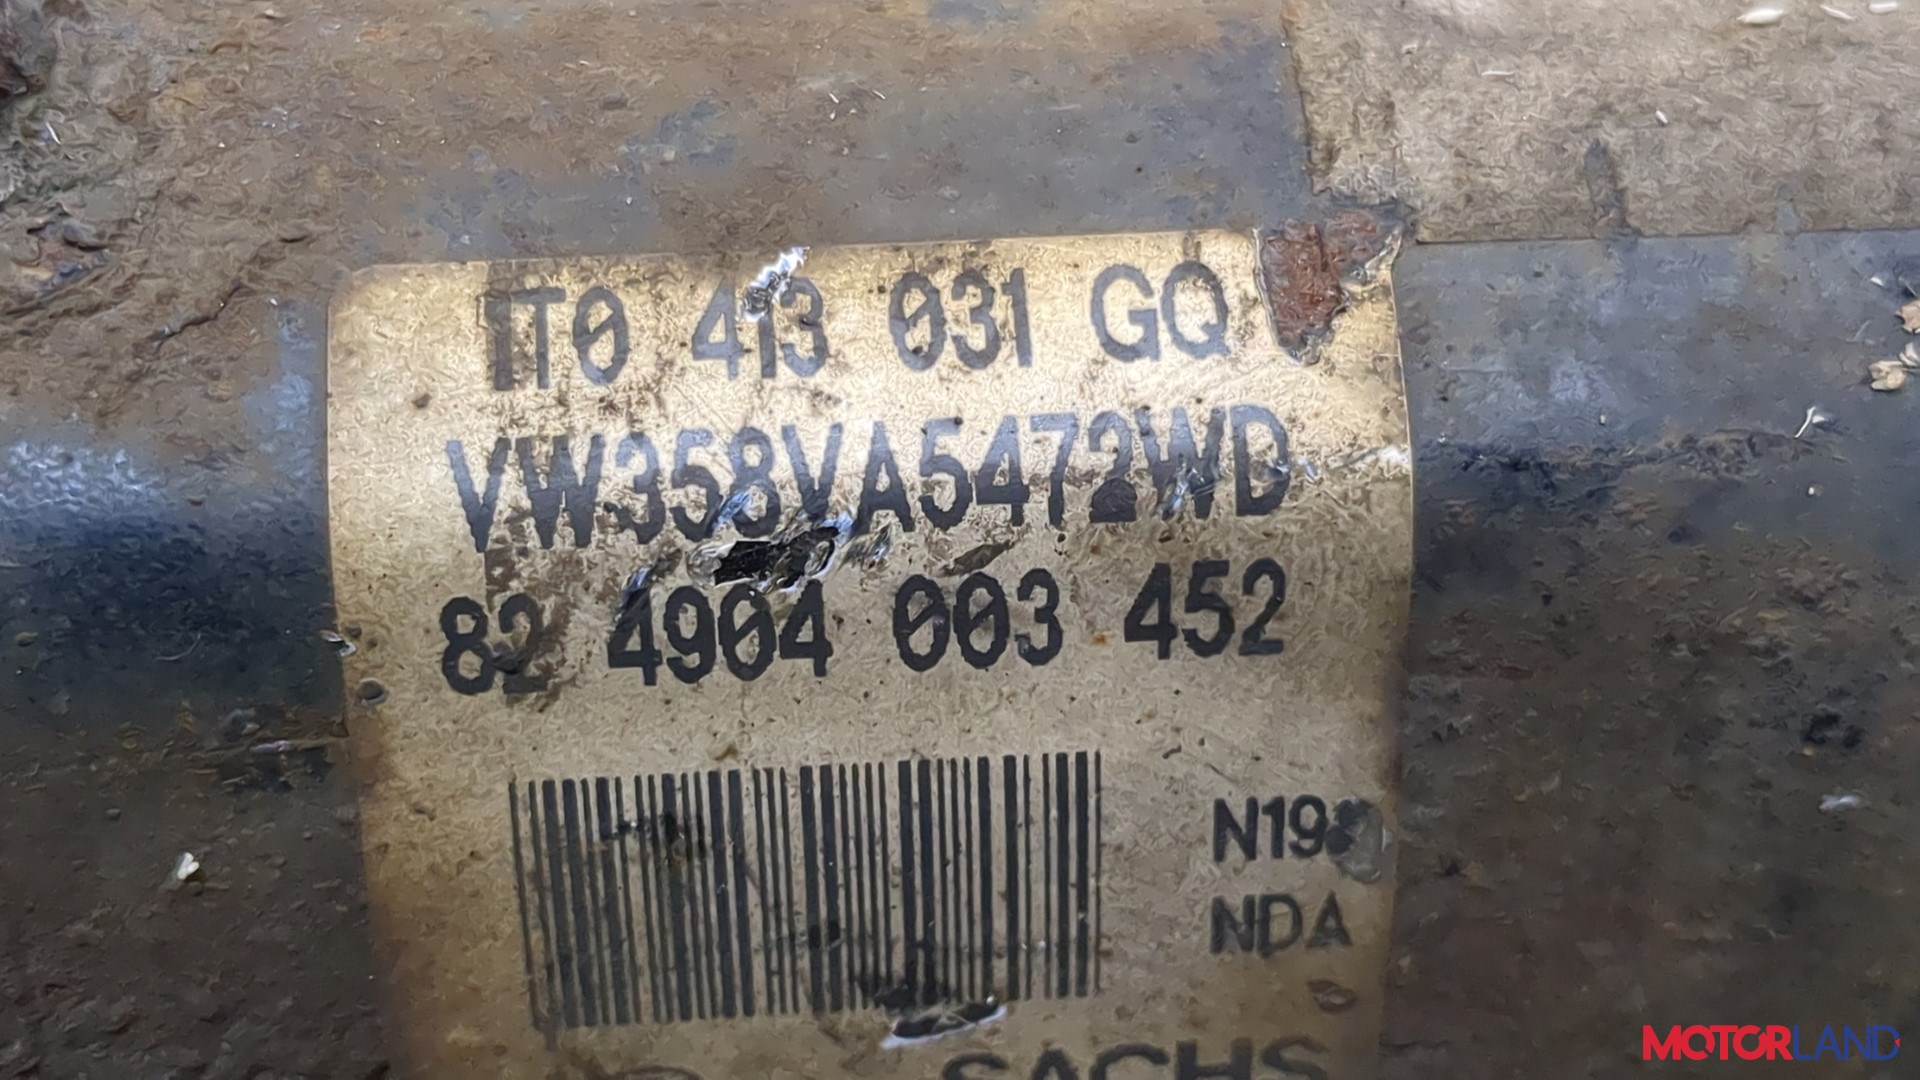 1T0 413 031 GQ
VW358VA5472WD
82 4904 003 452
NDA
SACHS
MOTORLAND